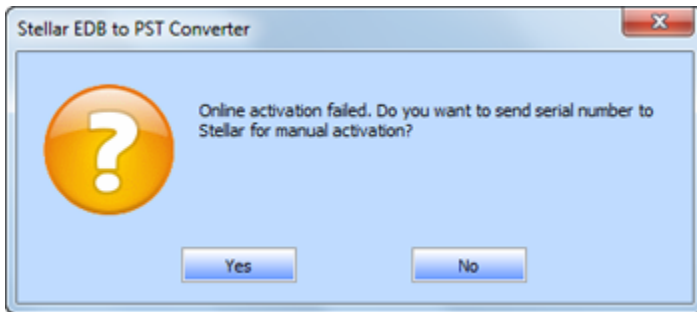 Stellar EDB to PST Converter
Online activation failed. Do you want to send serial number to
Stellar for manual activation?
Yes
No